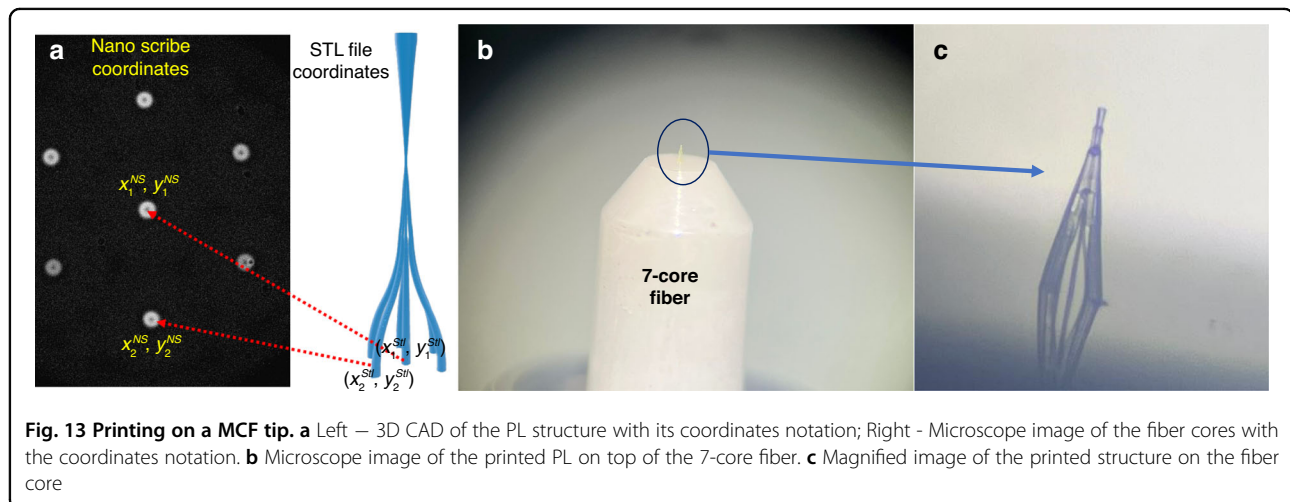 a
Nano scribe
coordinates
x₁ᴺˢ, y₁ᴺˢ
x₂ᴺˢ, y₂ᴺˢ
STL file
coordinates
(x₁ˢᵗˡ, y₁ˢᵗˡ)
(x₂ˢᵗˡ, y₂ˢᵗˡ)
b
7-core
fiber
c
Fig. 13 Printing on a MCF tip. a Left — 3D CAD of the PL structure with its coordinates notation; Right - Microscope image of the fiber cores with
the coordinates notation. b Microscope image of the printed PL on top of the 7-core fiber. c Magnified image of the printed structure on the fiber
core